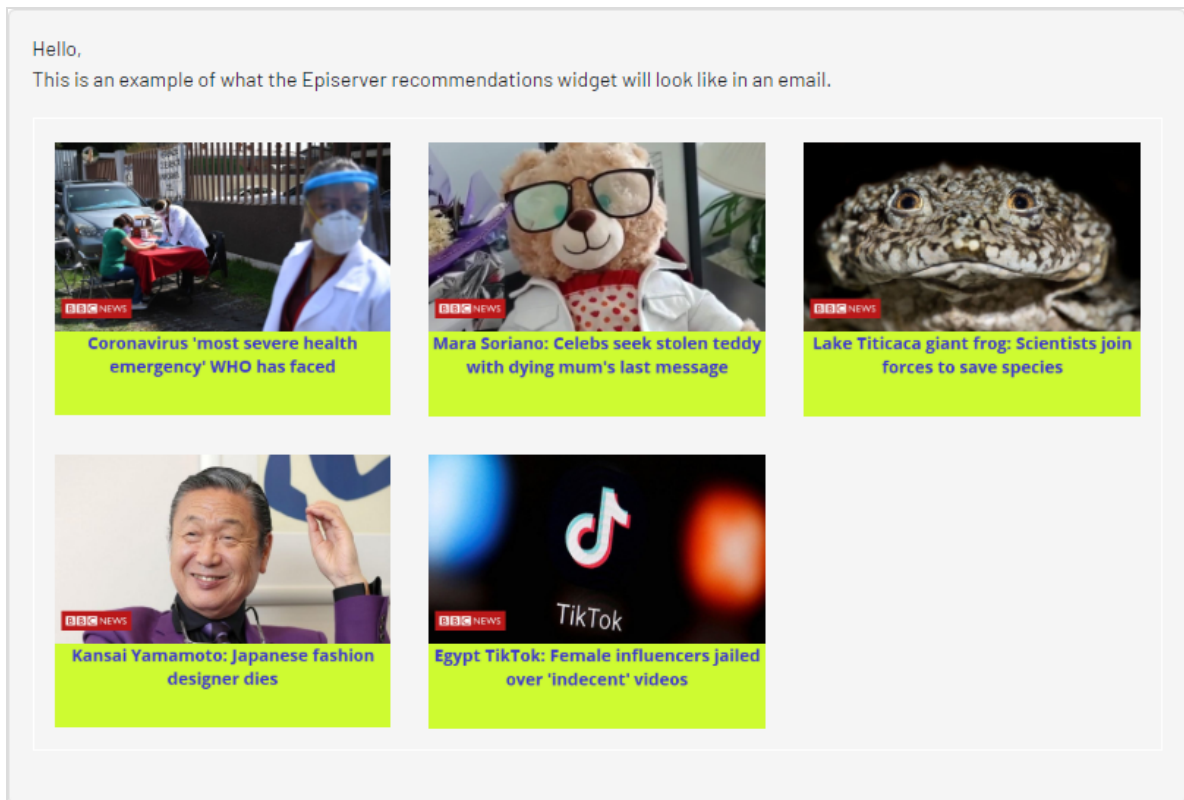 Hello,
This is an example of what the Episerver recommendations widget will look like in an email.
BBC NEWS
BBC NEWS
BBC NEWS
Coronavirus 'most severe health
emergency' WHO has faced
Mara Soriano: Celebs seek stolen teddy
with dying mum's last message
Lake Titicaca giant frog: Scientists join
forces to save species
BBC NEWS
TikTok
BBC NEWS
Kansai Yamamoto: Japanese fashion
designer dies
Egypt TikTok: Female influencers jailed
over 'indecent' videos